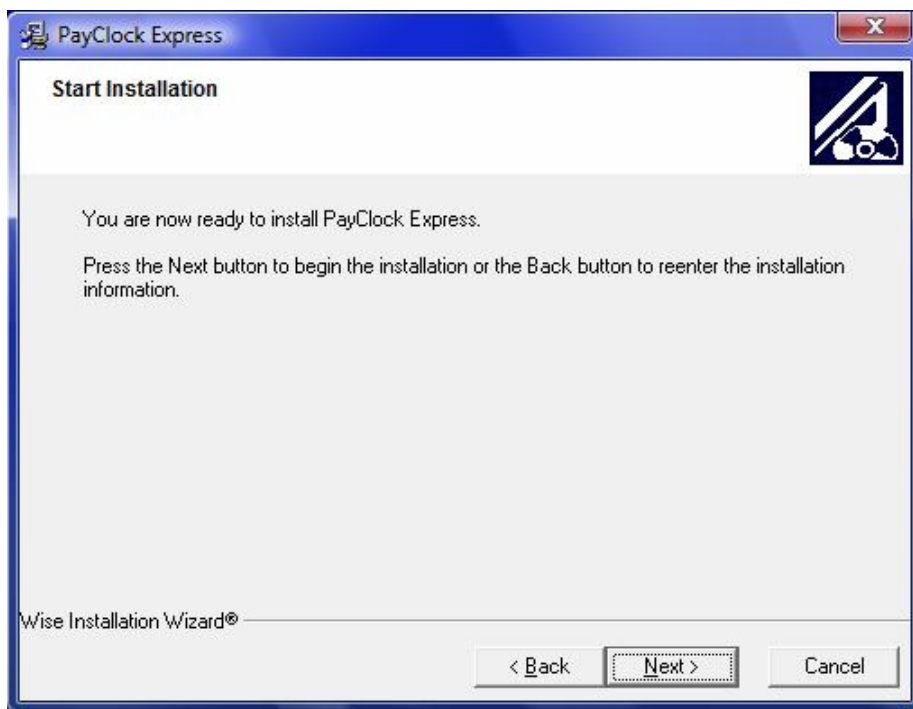 PayClock Express
Start Installation
You are now ready to install PayClock Express.
Press the Next button to begin the installation or the Back button to reenter the installation
information.
Wise Installation Wizard®
< Back
Next >
Cancel